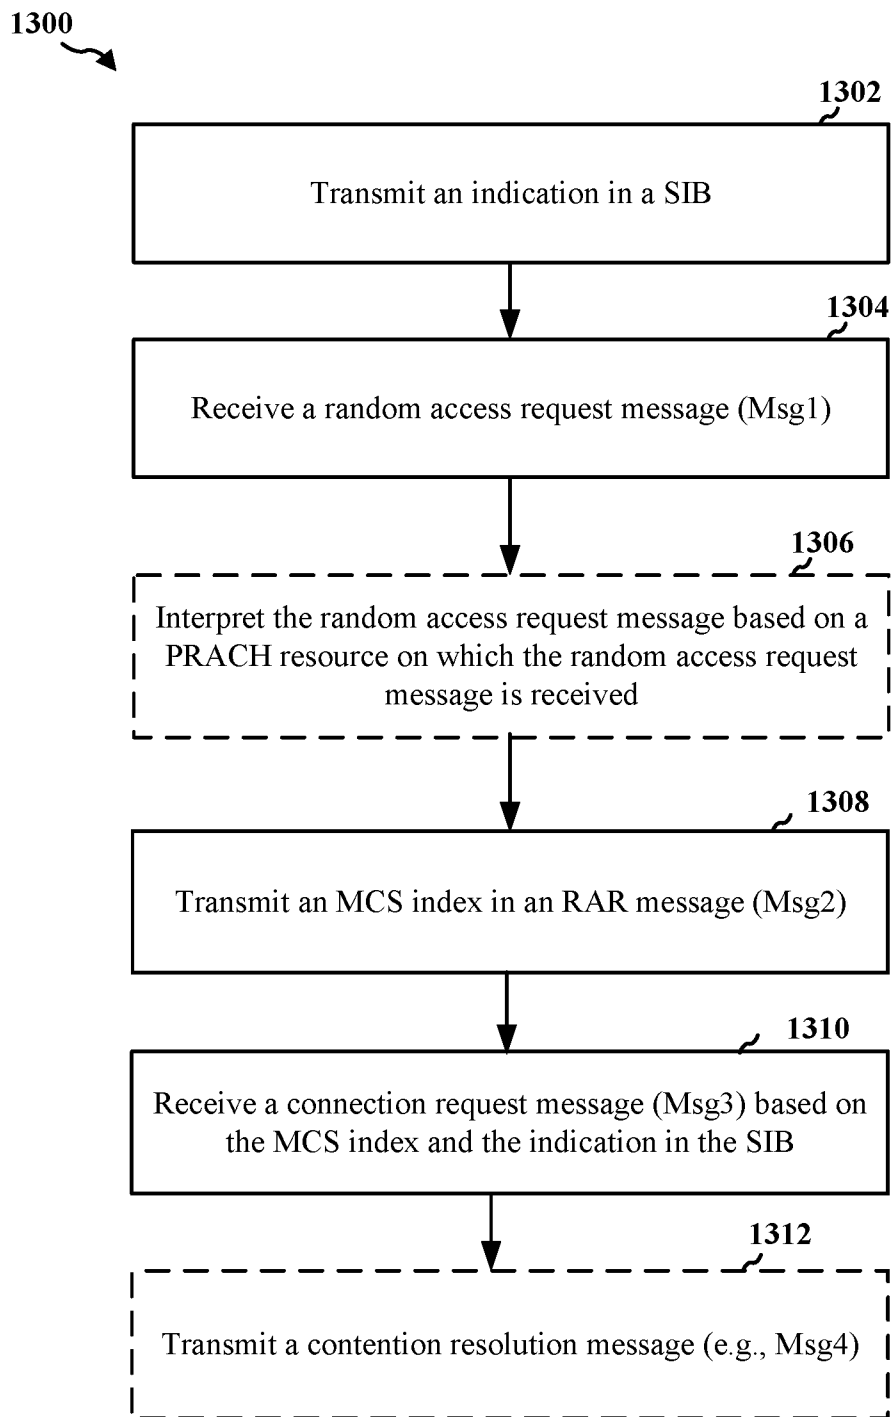 1300
1302
Transmit an indication in a SIB
1304
Receive a random access request message (Msg1)
1306
Interpret the random access request message based on a
PRACH resource on which the random access request
message is received
1308
Transmit an MCS index in an RAR message (Msg2)
1310
Receive a connection request message (Msg3) based on
the MCS index and the indication in the SIB
1312
Transmit a contention resolution message (e.g., Msg4)